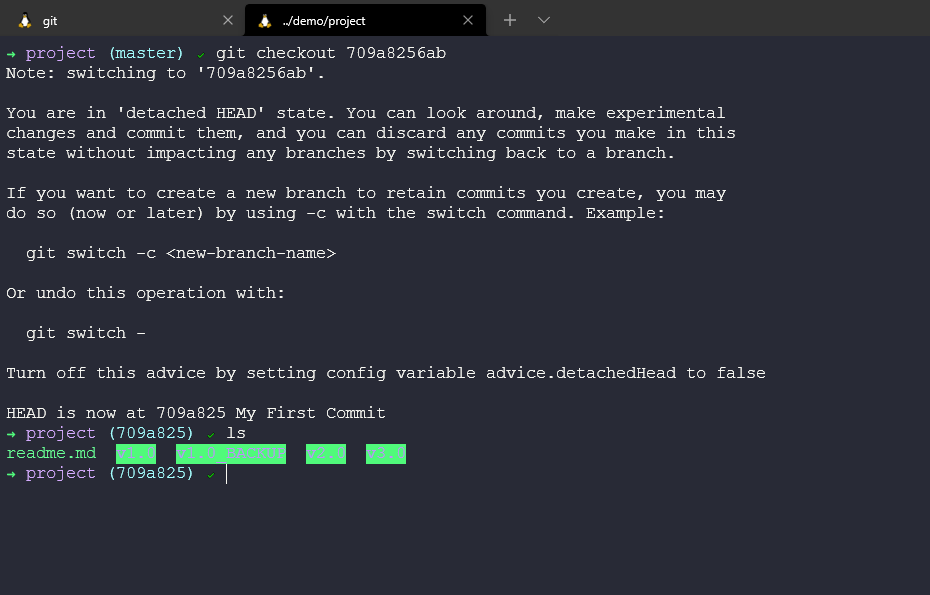 git
../demo/project
→ project (master) ✓ git checkout 709a8256ab
Note: switching to '709a8256ab'.
You are in 'detached HEAD' state. You can look around, make experimental
changes and commit them, and you can discard any commits you make in this
state without impacting any branches by switching back to a branch.
If you want to create a new branch to retain commits you create, you may
do so (now or later) by using -c with the switch command. Example:
git switch -c <new-branch-name>
Or undo this operation with:
git switch -
Turn off this advice by setting config variable advice.detachedHead to false
HEAD is now at 709a825 My First Commit
→ project (709a825) ✓ ls
readme.md v1.0 v2.0 v3.0
→ project (709a825) ✓